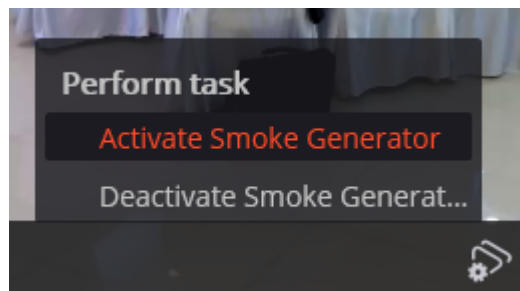 Perform task
Activate Smoke Generator
Deactivate Smoke Generat...